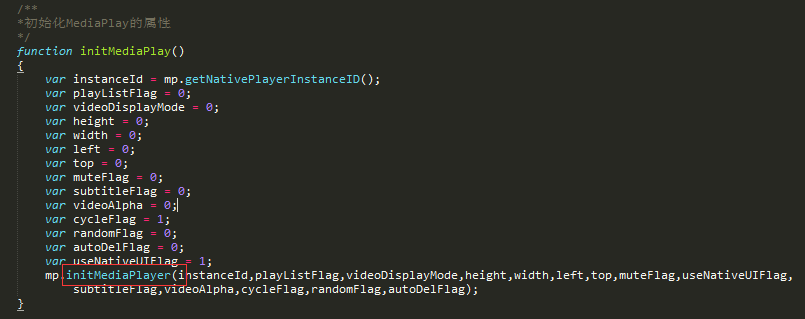 /**
*初始化MediaPlay的属性
*/
function initMediaPlay()
{
var instanceId = mp.getNativePlayerInstanceID();
var playListFlag = 0;
var videoDisplayMode = 0;
var height = 0;
var width = 0;
var left = 0;
var top = 0;
var muteFlag = 0;
var subtitleFlag = 0;
var videoAlpha = 0;
var cycleFlag = 1;
var randomFlag = 0;
var autoDelFlag = 0;
var useNativeUIFlag = 1;
mp.initMediaPlayer(instanceId,playListFlag,videoDisplayMode,height,width,left,top,muteFlag,useNativeUIFlag,
subtitleFlag,videoAlpha,cycleFlag,randomFlag,autoDelFlag);
}